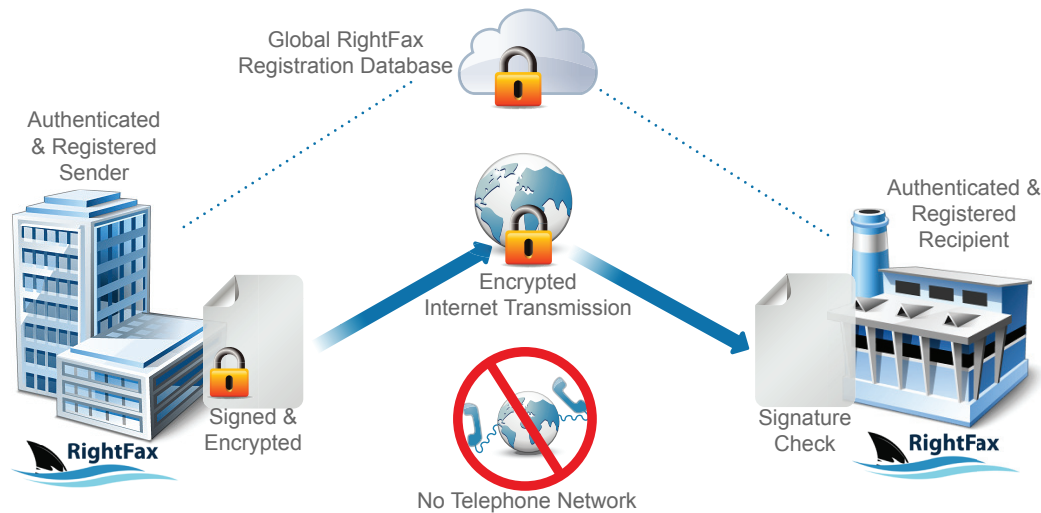 Global RightFax
Registration Database
Authenticated
& Registered
Sender
Authenticated &
Registered
Recipient
Encrypted
Internet Transmission
Signed &
Encrypted
Signature
Check
RightFax
RightFax
No Telephone Network